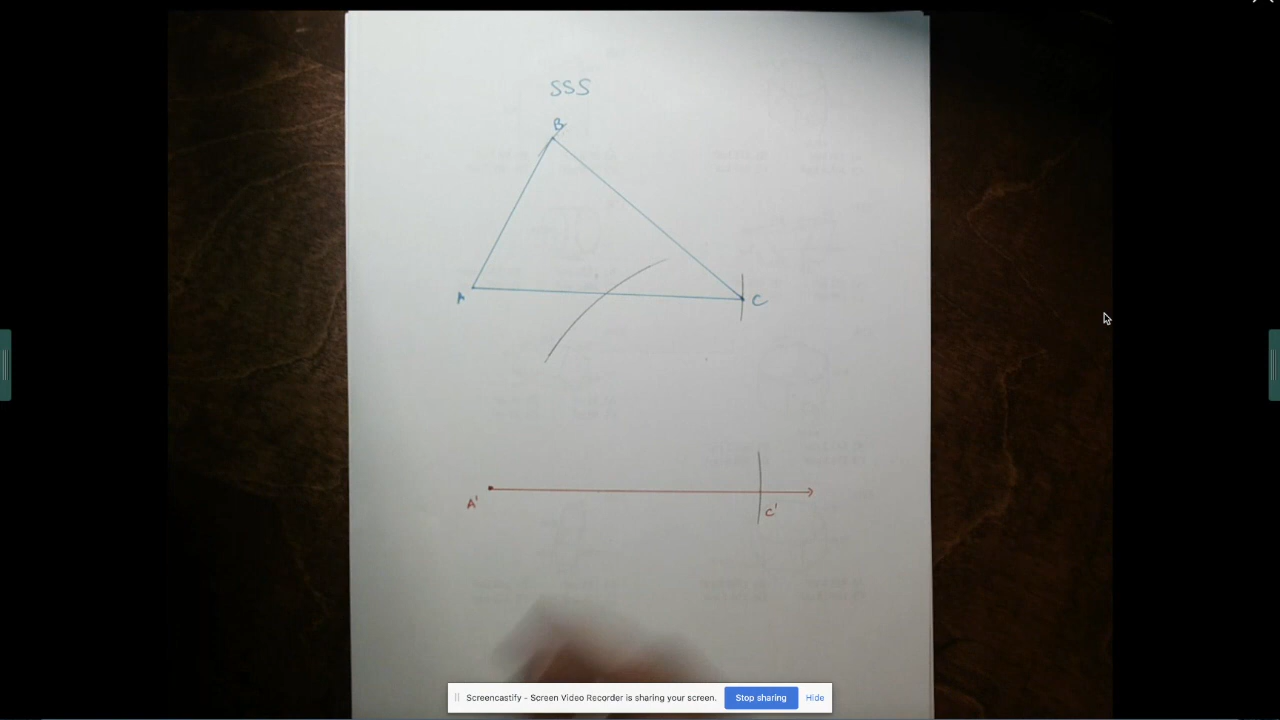 SSS
B
A
C
A'
C'
Screencastify - Screen Video Recorder is sharing your screen. Stop sharing Hide